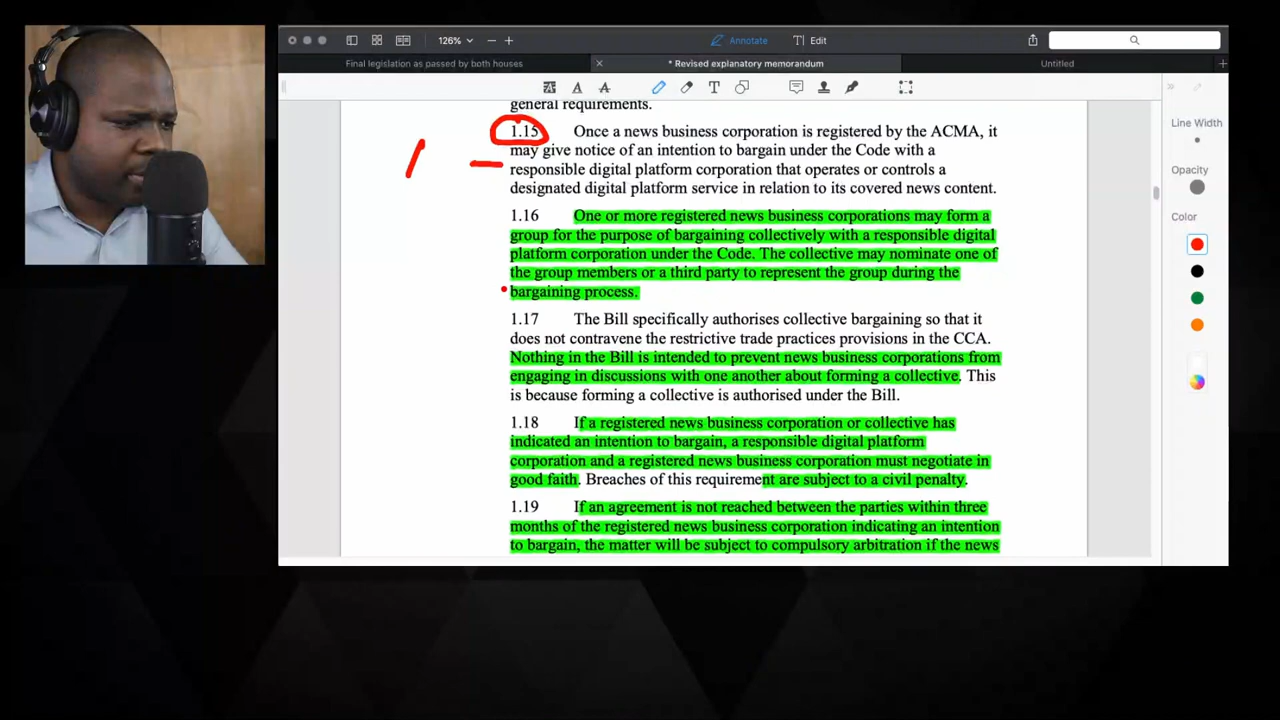 126%
Annotate
Edit
Final legislation as passed by both houses
* Revised explanatory memorandum
Untitled
general requirements.
1.15 Once a news business corporation is registered by the ACMA, it
may give notice of an intention to bargain under the Code with a
responsible digital platform corporation that operates or controls a
designated digital platform service in relation to its covered news content.
1.16 One or more registered news business corporations may form a
group for the purpose of bargaining collectively with a responsible digital
platform corporation under the Code. The collective may nominate one of
the group members or a third party to represent the group during the
bargaining process.
1.17 The Bill specifically authorises collective bargaining so that it
does not contravene the restrictive trade practices provisions in the CCA.
Nothing in the Bill is intended to prevent news business corporations from
engaging in discussions with one another about forming a collective. This
is because forming a collective is authorised under the Bill.
1.18 If a registered news business corporation or collective has
indicated an intention to bargain, a responsible digital platform
corporation and a registered news business corporation must negotiate in
good faith. Breaches of this requirement are subject to a civil penalty.
1.19 If an agreement is not reached between the parties within three
months of the registered news business corporation indicating an intention
to bargain, the matter will be subject to compulsory arbitration if the news
Line Width
Opacity
Color